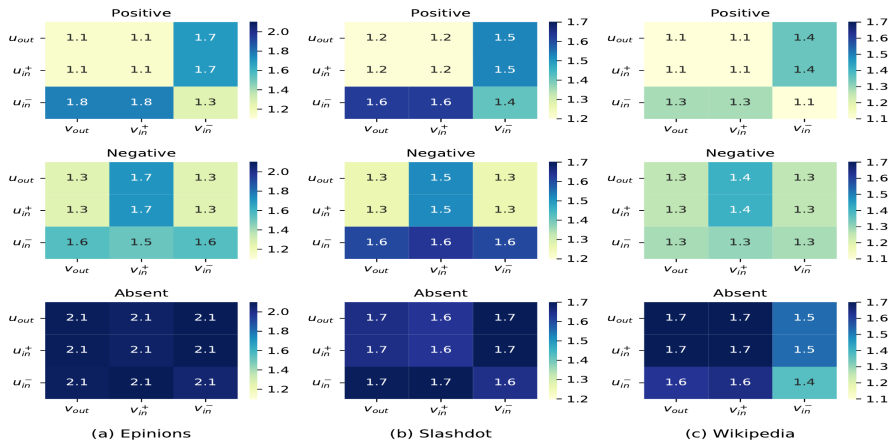 Positive Positive Positive
u_out 1.1 1.1 1.7 2.0 u_out 1.2 1.2 1.5 1.7 u_out 1.1 1.1 1.4 1.7
1.8 1.6 1.6
u_in^+ 1.1 1.1 1.7 1.6 u_in^+ 1.2 1.2 1.5 1.5 u_in^+ 1.1 1.1 1.4 1.5
1.4 1.4 1.4
u_in^- 1.8 1.8 1.3 1.2 u_in^- 1.6 1.6 1.4 1.3 u_in^- 1.3 1.3 1.1 1.3
1.2 1.2
1.1
v_out v_in^+ v_in^- v_out v_in^+ v_in^- v_out v_in^+ v_in^-
Negative Negative Negative
u_out 1.3 1.7 1.3 2.0 u_out 1.3 1.5 1.3 1.7 u_out 1.3 1.4 1.3 1.7
1.8 1.6 1.6
u_in^+ 1.3 1.7 1.3 1.6 u_in^+ 1.3 1.5 1.3 1.5 u_in^+ 1.3 1.4 1.3 1.5
1.4 1.4 1.4
u_in^- 1.6 1.5 1.6 1.2 u_in^- 1.6 1.6 1.6 1.3 u_in^- 1.3 1.3 1.3 1.3
1.2 1.2
1.1
v_out v_in^+ v_in^- v_out v_in^+ v_in^- v_out v_in^+ v_in^-
Absent Absent Absent
u_out 2.1 2.1 2.1 2.0 u_out 1.7 1.6 1.7 1.7 u_out 1.7 1.7 1.5 1.7
1.8 1.6 1.6
u_in^+ 2.1 2.1 2.1 1.6 u_in^+ 1.7 1.6 1.7 1.5 u_in^+ 1.7 1.7 1.5 1.5
1.4 1.4 1.4
u_in^- 2.1 2.1 2.1 1.2 u_in^- 1.7 1.7 1.6 1.3 u_in^- 1.6 1.6 1.4 1.3
1.2 1.2
1.1
v_out v_in^+ v_in^- v_out v_in^+ v_in^- v_out v_in^+ v_in^-
(a) Epinions (b) Slashdot (c) Wikipedia